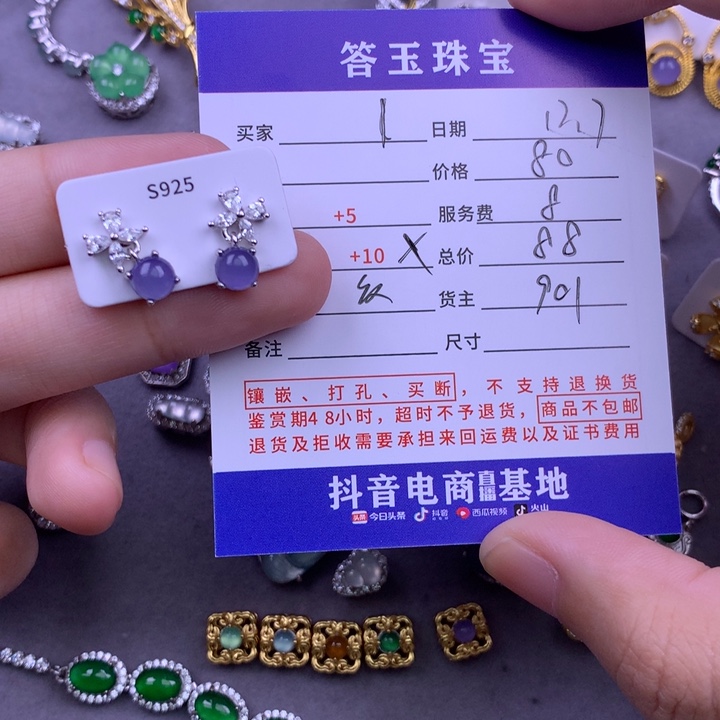 答玉珠宝
S925
买家 日期 12.7
价格 80
+5 服务费 8
+10 X 总价 88
货主 901
备注 尺寸
镶嵌、打孔、买断，不支持退换货
鉴赏期48小时，超时不予退货，商品不包邮
退货及拒收需要承担来回运费以及证书费用
抖音电商直播基地
头条 今日头条 抖音 西瓜视频 火山